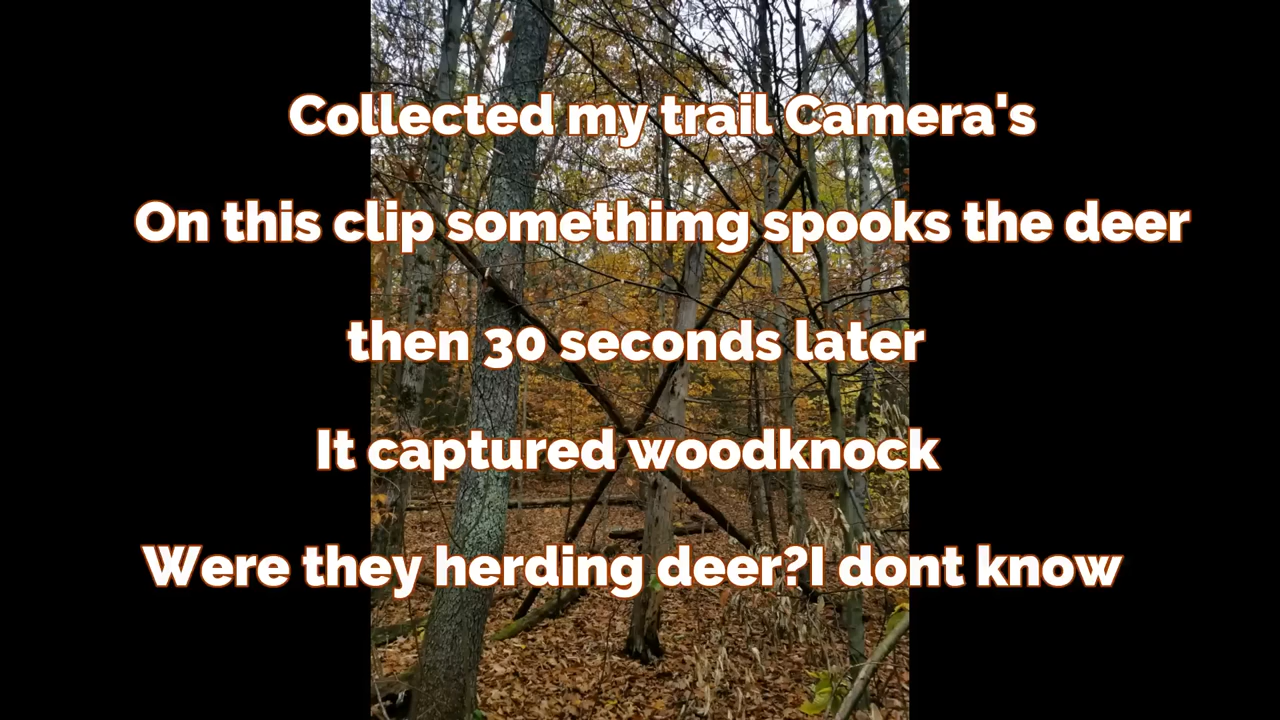 Collected my trail Camera's
On this clip somethimg spooks the deer
then 30 seconds later
It captured woodknock
Were they herding deer?I dont know